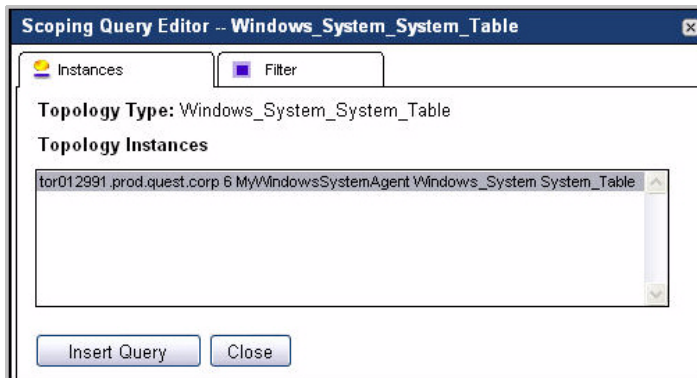 Scoping Query Editor -- Windows_System_System_Table
Instances
Filter
Topology Type: Windows_System_System_Table
Topology Instances
tor012991.prod.quest.corp 6 MyWindowsSystemAgent Windows_System System_Table
Insert Query
Close